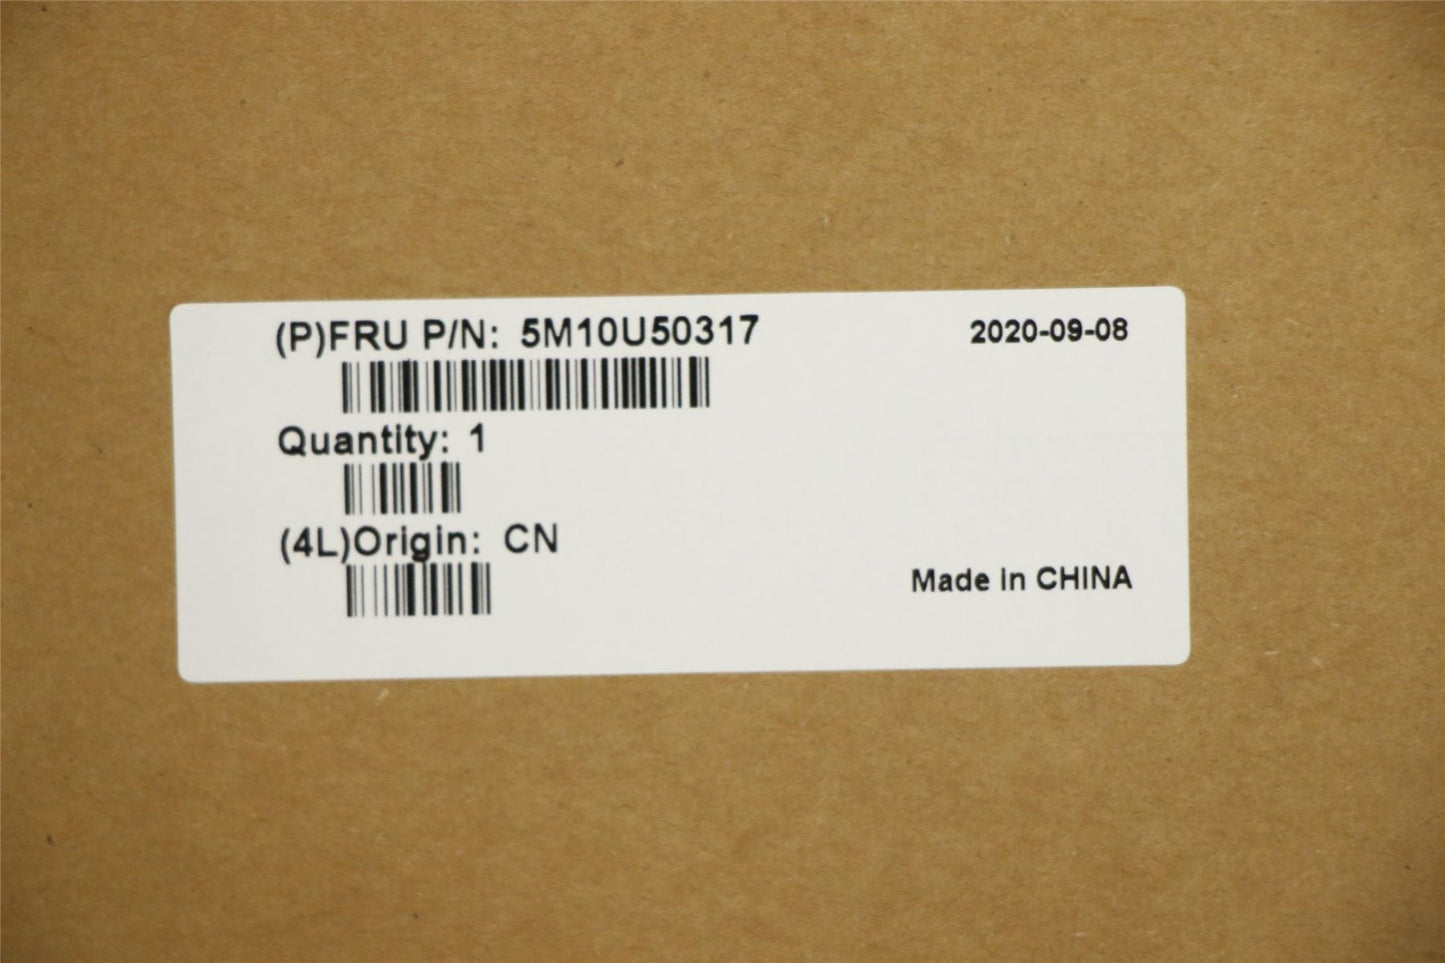 (P)FRU P/N: 5M10U50317 2020-09-08
Quantity: 1
(4L)Origin: CN
Made in CHINA